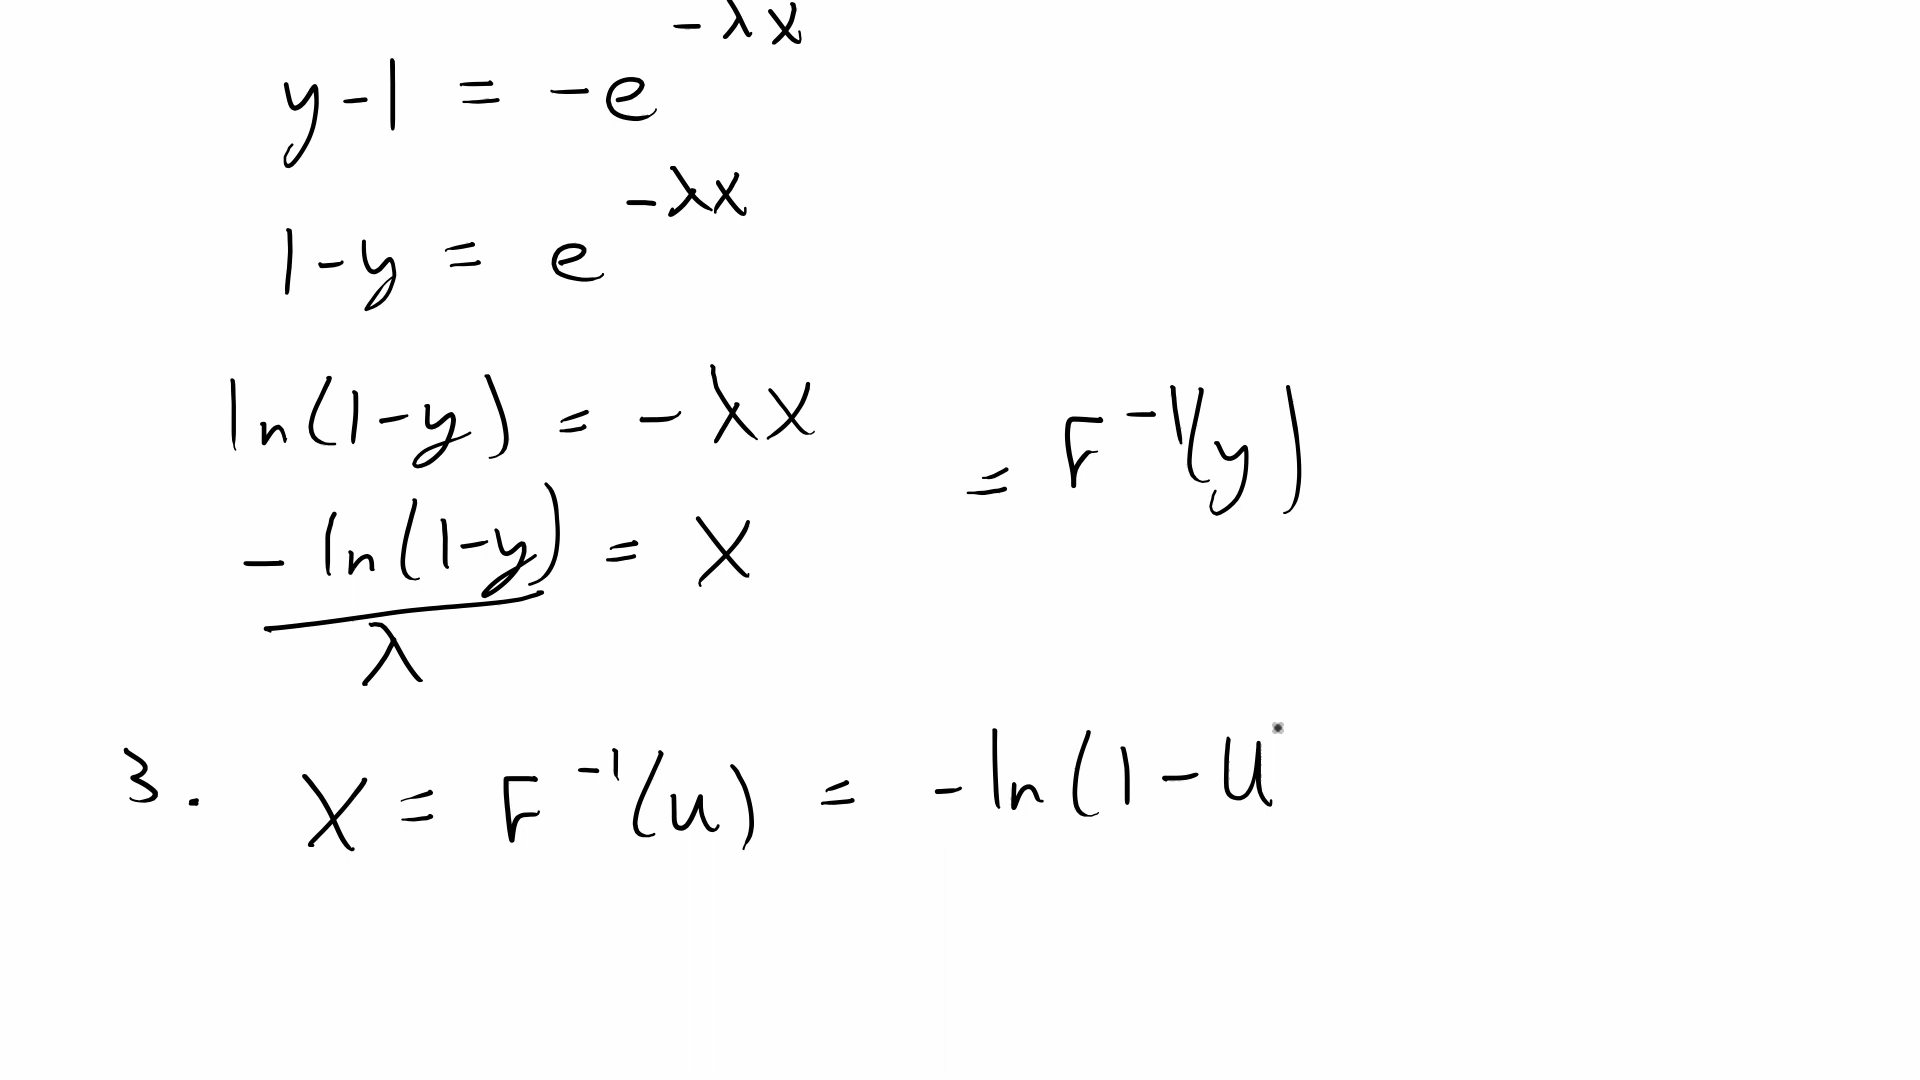 y-1 = -e^{-λx}
1-y = e^{-λx}
ln(1-y) = -λx
= F^{-1}(y)
-ln(1-y)/λ = x
3. X = F^{-1}(u) = -ln(1-U